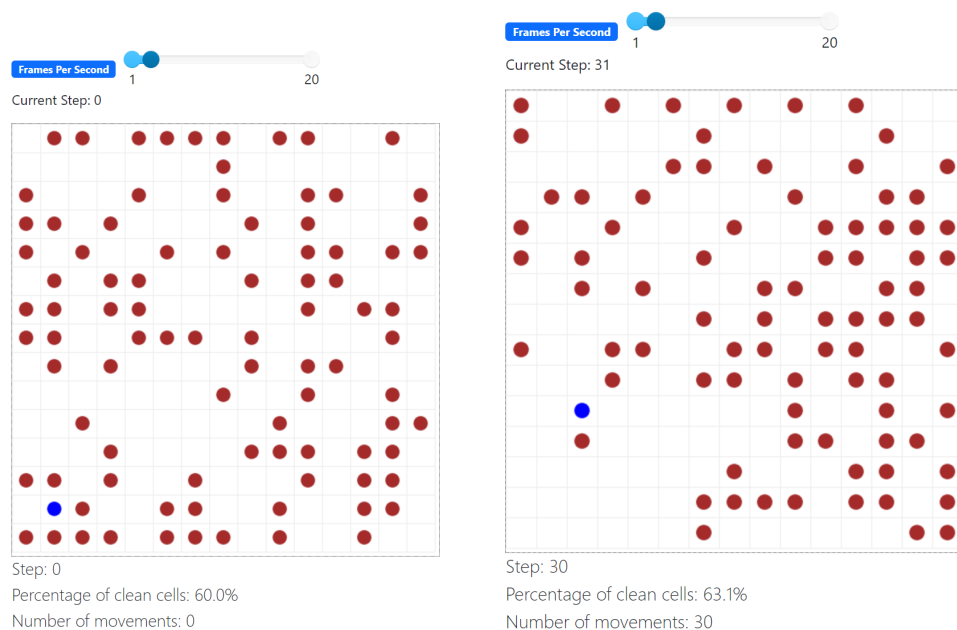 Frames Per Second
1
20
Current Step: 0
Step: 0
Percentage of clean cells: 60.0%
Number of movements: 0
Frames Per Second
1
20
Current Step: 31
Step: 30
Percentage of clean cells: 63.1%
Number of movements: 30